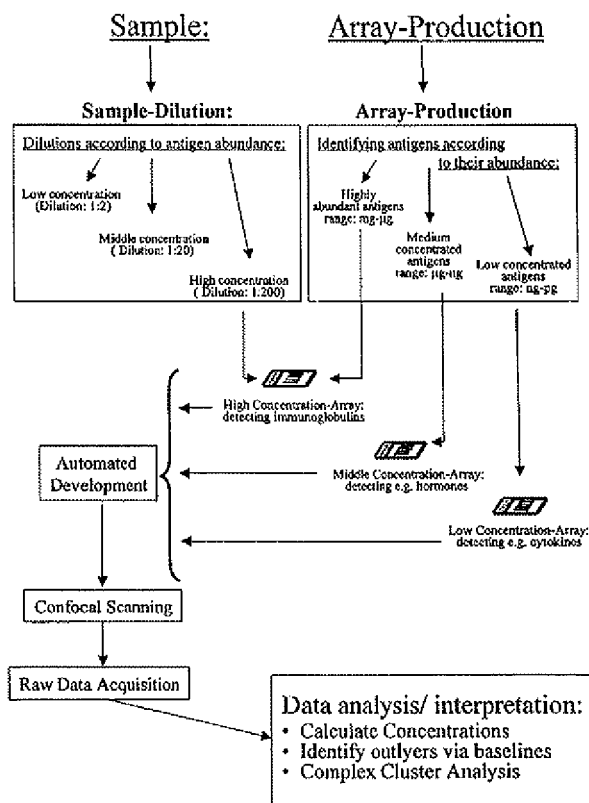 Sample:
Array-Production
Sample-Dilution:
Array-Production
Dilutions according to antigen abundance:
Low concentration
(Dilution: 1:2)
Middle concentration
( Dilution: 1:20)
High concentration
( Dilution: 1:200)
Identifying antigens according
to their abundance:
Highly
abundant antigens
range: mg-µg
Medium
concentrated
antigens
range: µg-ng
Low concentrated
antigens
range: ng-pg
High Concentration-Array:
detecting immunoglobulins
Middle Concentration-Array:
detecting e.g. hormones
Low Concentration-Array:
detecting e.g. cytokines
Automated
Development
Confocal Scanning
Raw Data Acquisition
Data analysis/ interpretation:
• Calculate Concentrations
• Identify outlyers via baselines
• Complex Cluster Analysis